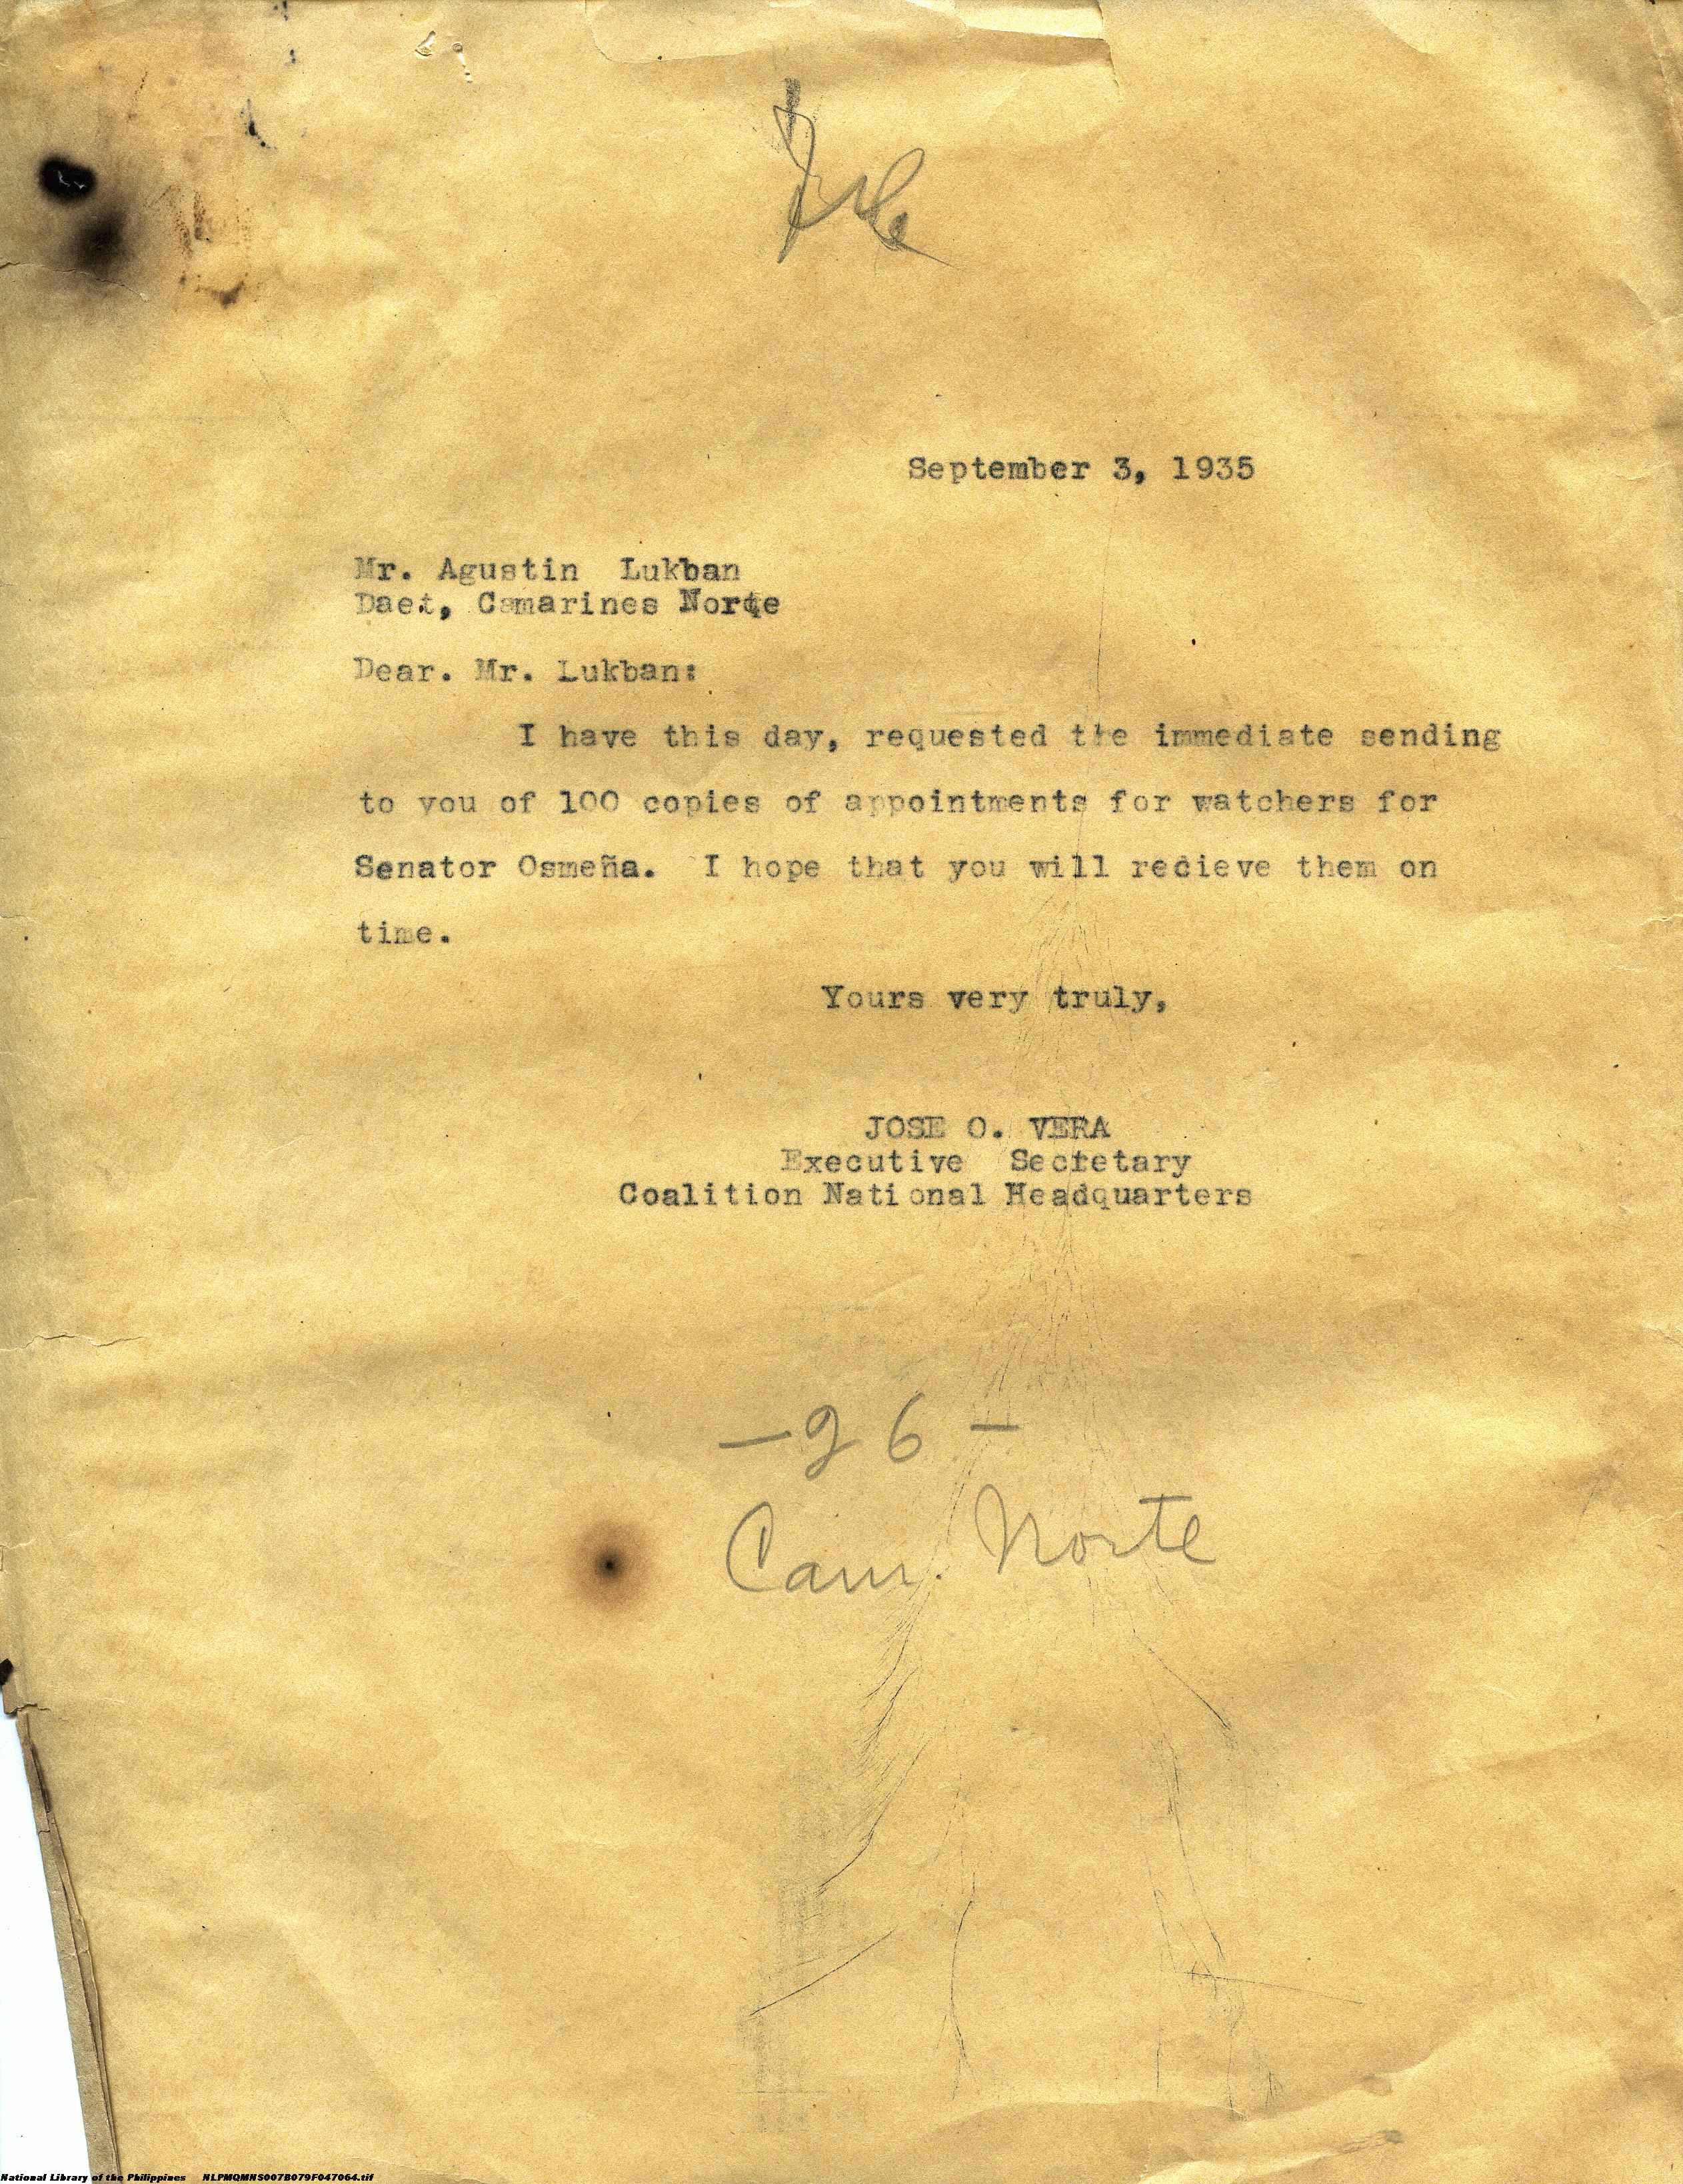 File
September 3, 1935
Mr. Agustin Lukban
Daet, Camarines Norte
Dear. Mr. Lukban:
I have this day, requested the immediate sending
to you of 100 copies of appointments for watchers for
Senator Osmeña. I hope that you will recieve them on
time.
Yours very truly,
JOSE O. VERA
Executive Secretary
Coalition National Headquarters
- 26 -
Cam. Norte
National Library of the Philippines NLPMQMNS007B079F047064.tif